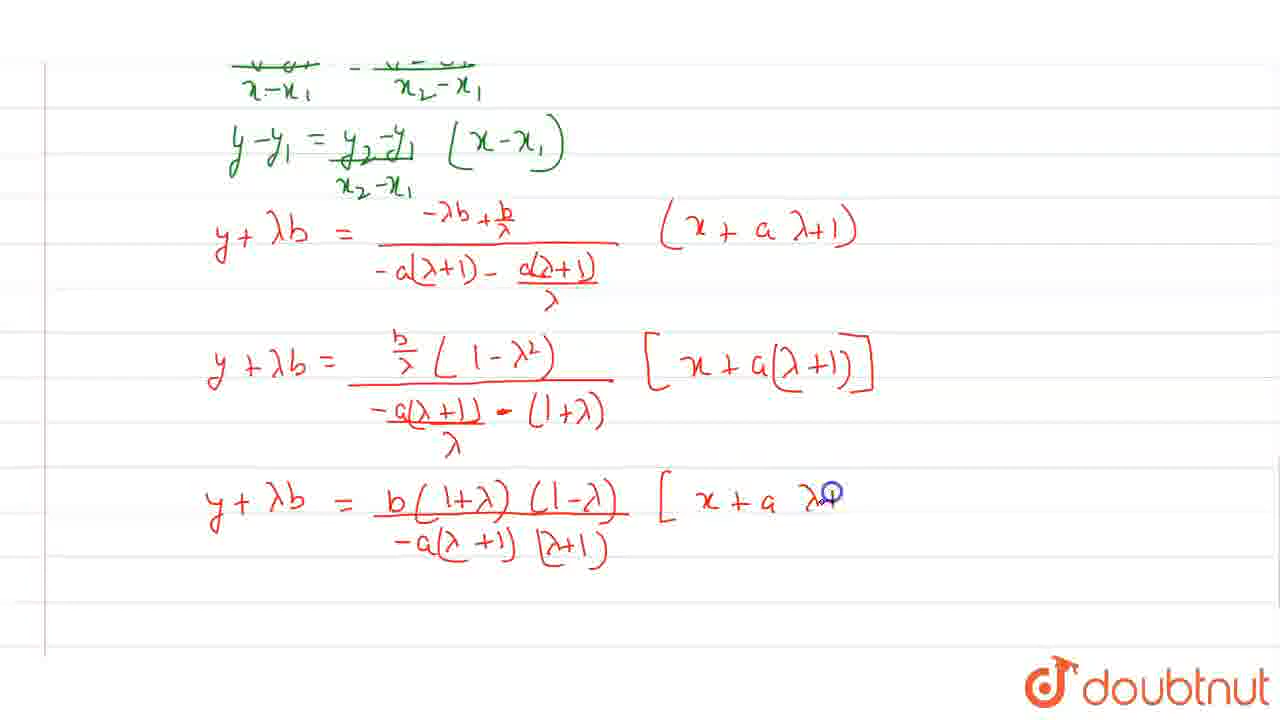 x-x₁ - x₂-x₁
y-y₁ = y₂-y₁ / x₂-x₁ (x-x₁)
y+λb = -λb+b/λ / -a(λ+1) - a(λ+1)/λ (x+a λ+1)
y+λb = b/λ (1-λ²) / -a(λ+1)/λ - (1+λ) [x+a(λ+1)]
y+λb = b(1+λ)(1-λ) / -a(λ+1)(λ+1) [x+a λ+
doubtnut